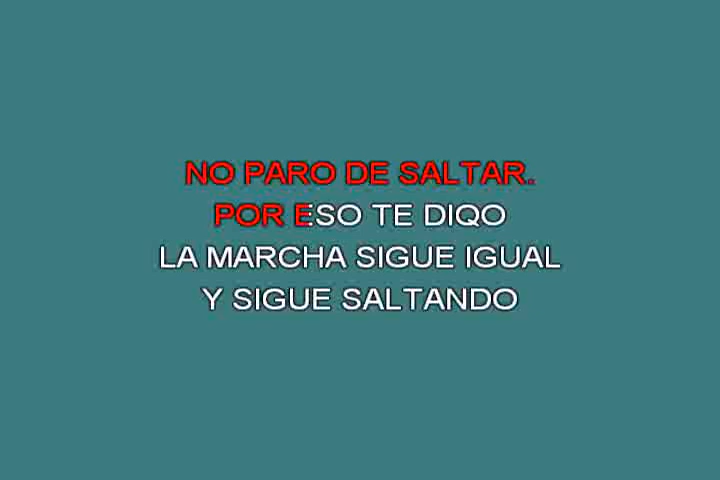 NO PARO DE SALTAR.
POR ESO TE DIQO
LA MARCHA SIGUE IGUAL
Y SIGUE SALTANDO